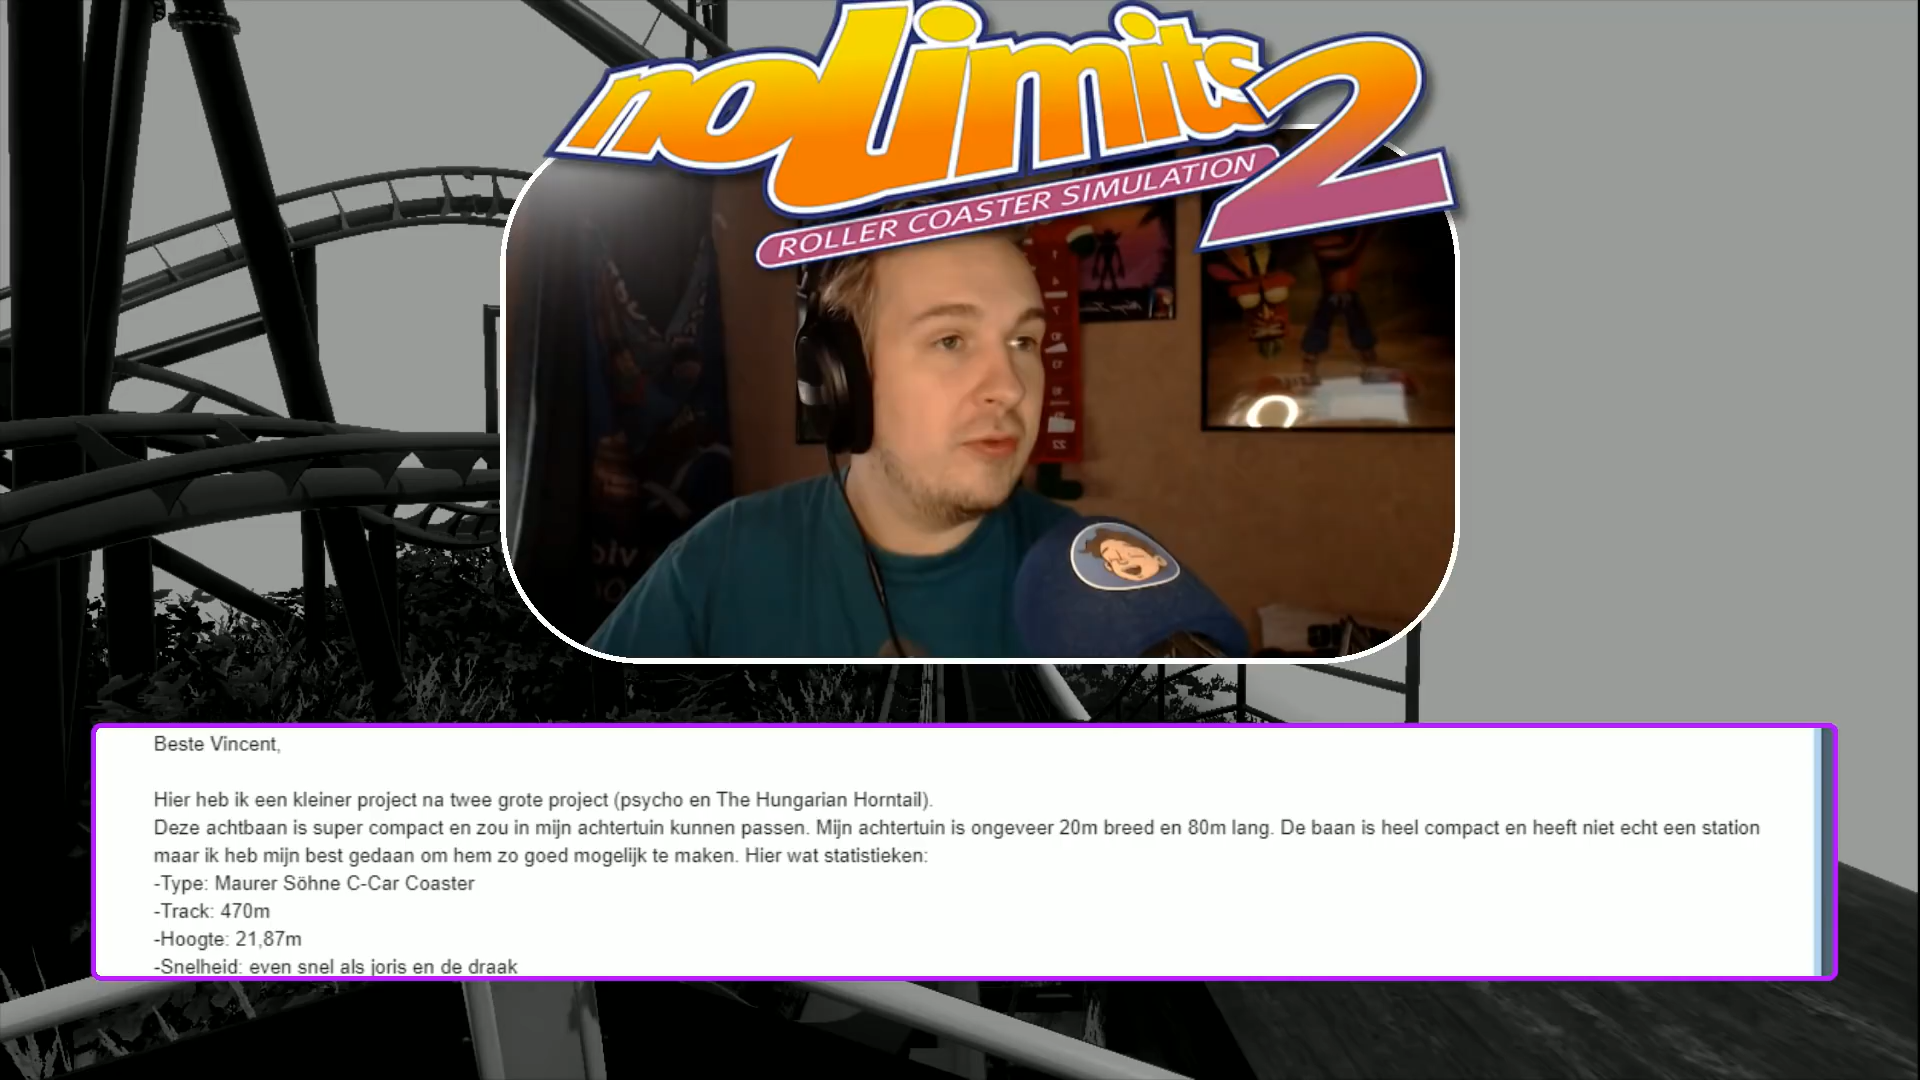 noLimits 2
ROLLER COASTER SIMULATION
Beste Vincent,
Hier heb ik een kleiner project na twee grote project (psycho en The Hungarian Horntail).
Deze achtbaan is super compact en zou in mijn achtertuin kunnen passen. Mijn achtertuin is ongeveer 20m breed en 80m lang. De baan is heel compact en heeft niet echt een station
maar ik heb mijn best gedaan om hem zo goed mogelijk te maken. Hier wat statistieken:
-Type: Maurer Söhne C-Car Coaster
-Track: 470m
-Hoogte: 21,87m
-Snelheid: even snel als joris en de draak